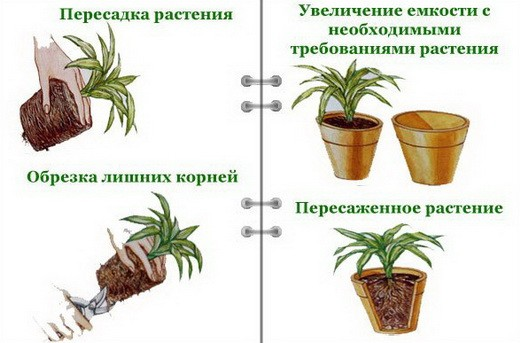 Пересадка растения
Обрезка лишних корней
Увеличение емкости с
необходимыми
требованиями растения
Пересаженное растение